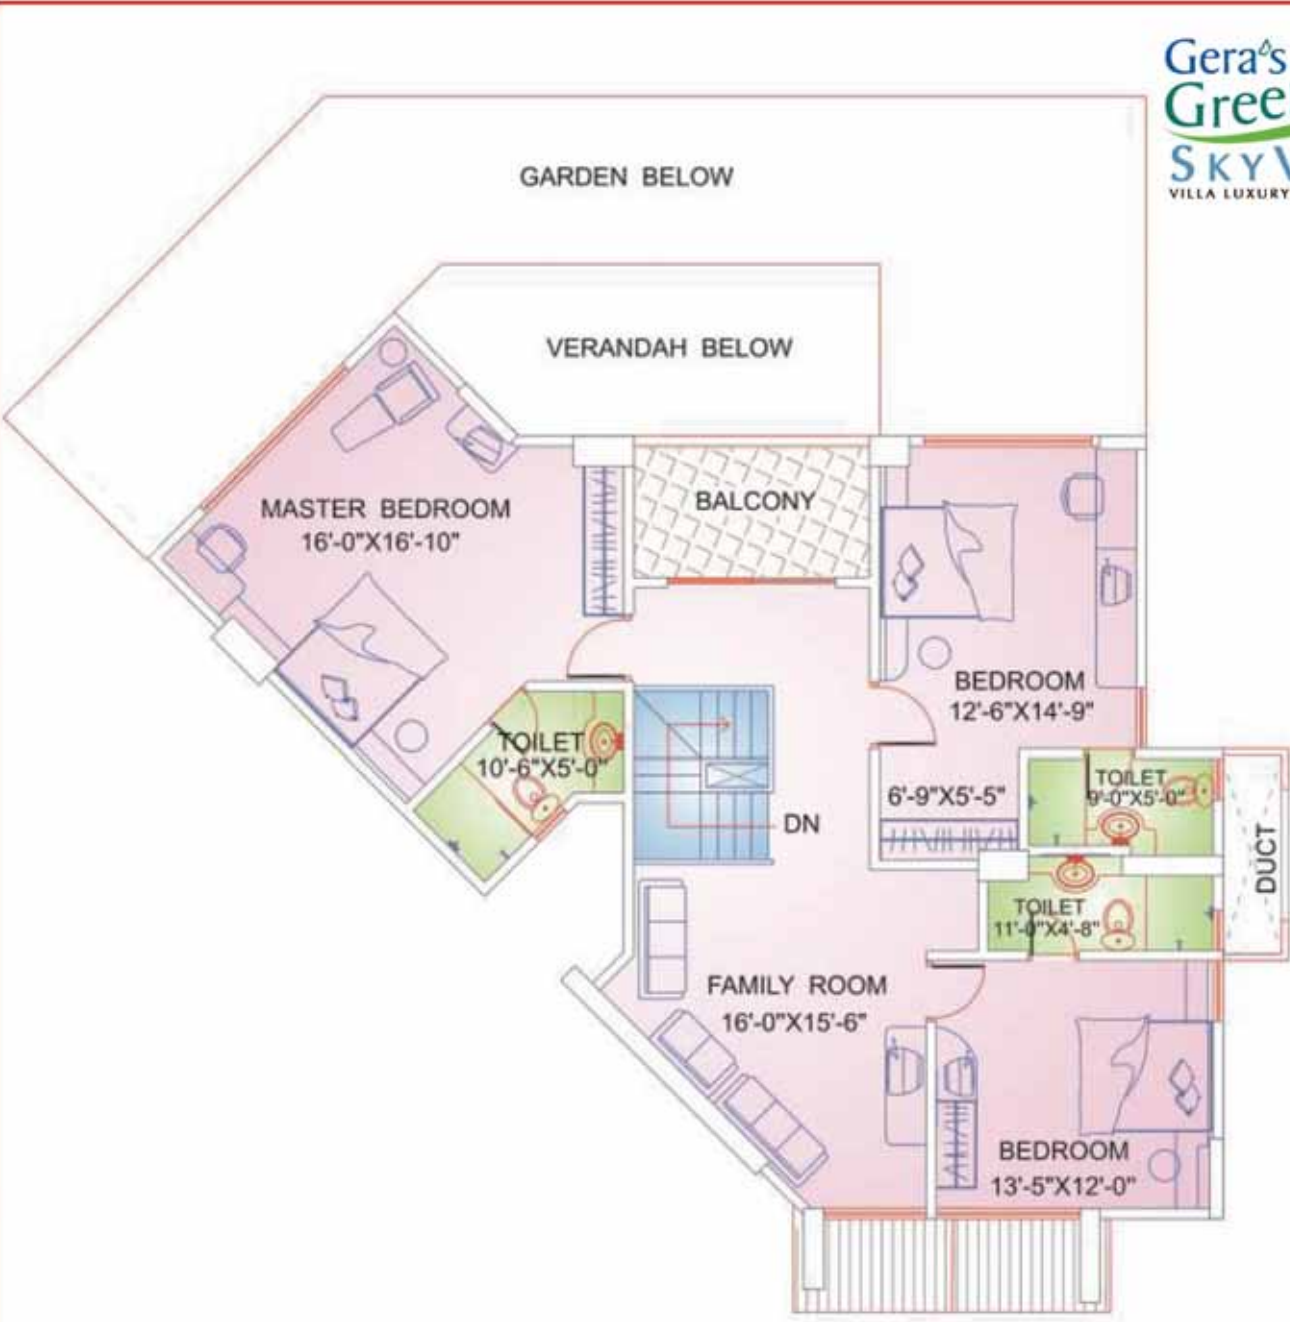 Gera's
Gree
SKY
VILLA LUXURY
GARDEN BELOW
VERANDAH BELOW
MASTER BEDROOM
16'-0"X16'-10"
BALCONY
BEDROOM
12'-6"X14'-9"
TOILET
10'-6"X5'-0"
6'-9"X5'-5"
TOILET
9'-0"X5'-0"
DN
DUCT
TOILET
11'-0"X4'-8"
FAMILY ROOM
16'-0"X15'-6"
BEDROOM
13'-5"X12'-0"